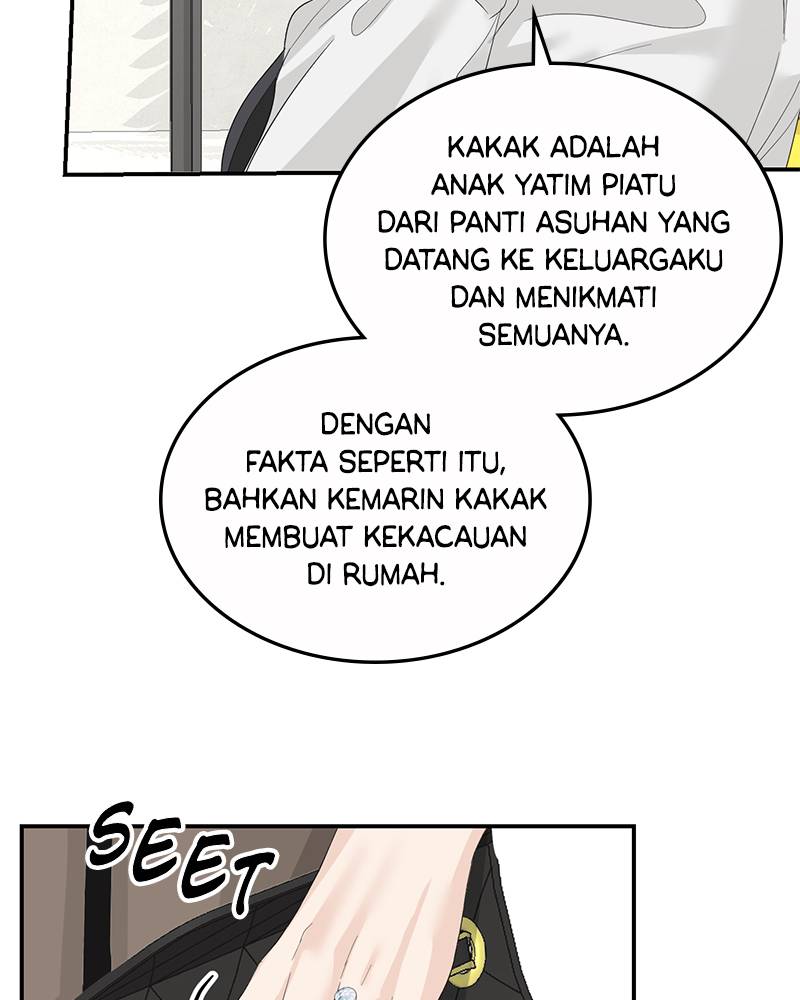 KAKAK ADALAH
ANAK YATIM PIATU
DARI PANTI ASUHAN YANG
DATANG KE KELUARGAKU
DAN MENIKMATI
SEMUANYA.
DENGAN
FAKTA SEPERTI ITU,
BAHKAN KEMARIN KAKAK
MEMBUAT KEKACAUAN
DI RUMAH.
SEET